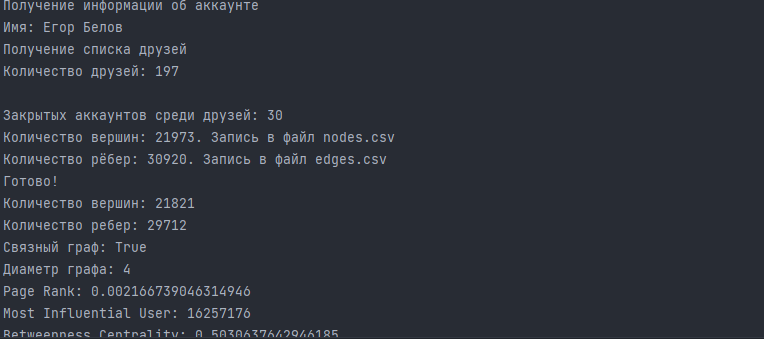 Получение информации об аккаунте
Имя: Егор Белов
Получение списка друзей
Количество друзей: 197
Закрытых аккаунтов среди друзей: 30
Количество вершин: 21973. Запись в файл nodes.csv
Количество рёбер: 30920. Запись в файл edges.csv
Готово!
Количество вершин: 21821
Количество ребер: 29712
Связный граф: True
Диаметр графа: 4
Page Rank: 0.002166739046314946
Most Influential User: 16257176
Betweenness Centrality: 0.5030637642946185